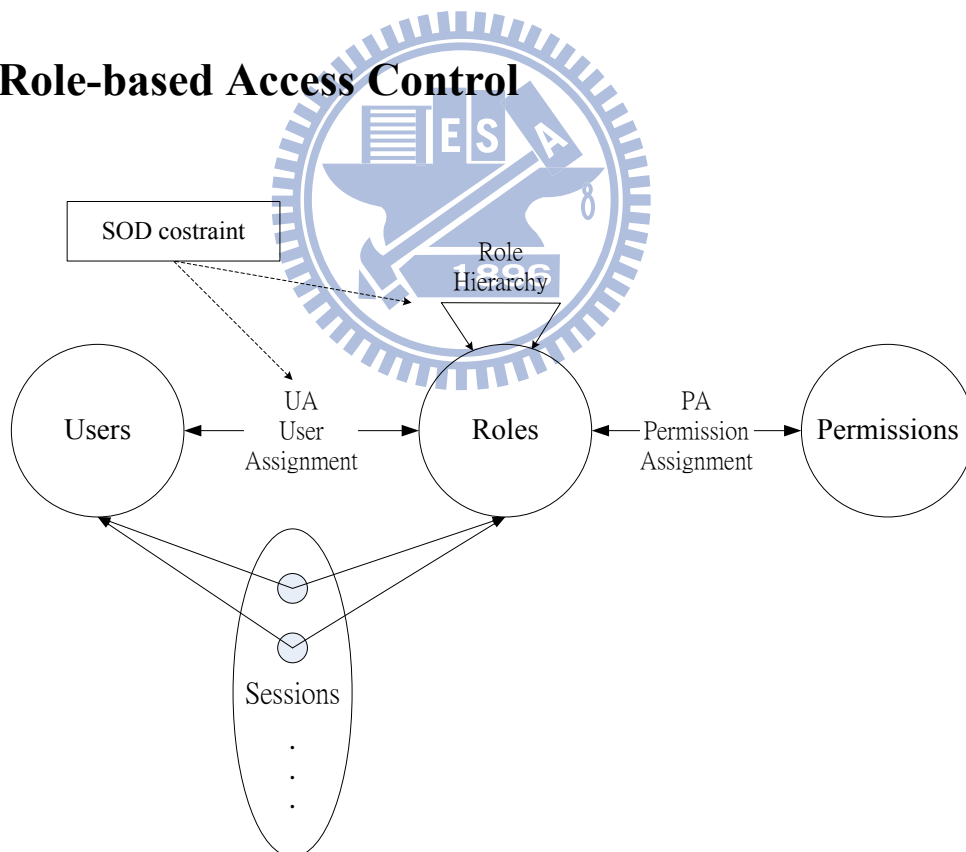 Role-based Access Control
E S A
1896
SOD costraint
Role
Hierarchy
Users
UA
User
Assignment
Roles
PA
Permission
Assignment
Permissions
Sessions